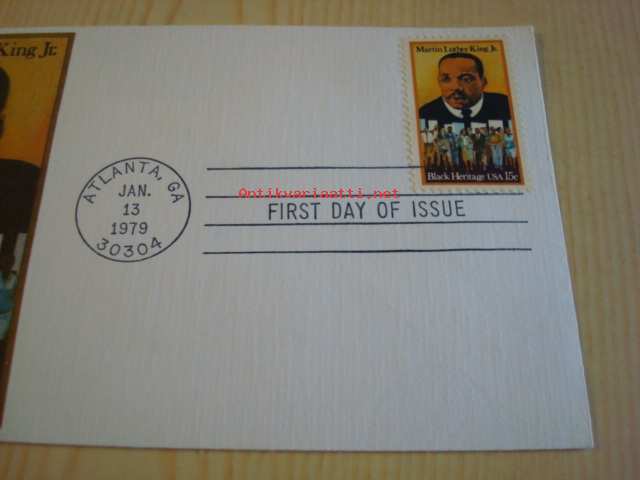 King Jr.
Martin Luther King Jr.
Black Heritage USA 15c
ATLANTA, GA
JAN.
13
1979
30304
Antikvariaatti.net
FIRST DAY OF ISSUE